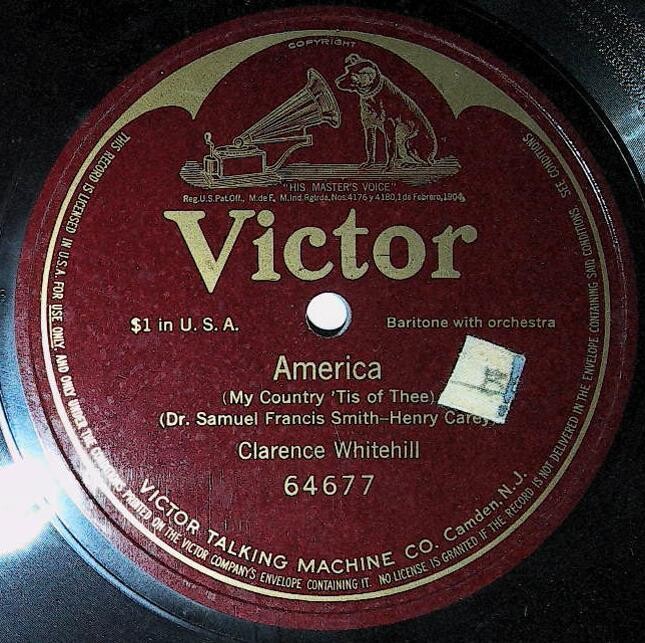 COPYRIGHT
"HIS MASTER'S VOICE"
Reg.U.S.Pat.Off., M.de F. M.Ind.Rgtrda.Nos.4176 y 4180,1 de Febrero,1904,
Victor
$1 in U. S. A.
Baritone with orchestra
America
(My Country 'Tis of Thee)
(Dr. Samuel Francis Smith–Henry Carey)
Clarence Whitehill
64677
VICTOR TALKING MACHINE CO. Camden, N. J.
THIS RECORD IS LICENSED IN U.S.A. FOR USE ONLY, AND ONLY UNDER THE CONDITIONS PRINTED ON THE VICTOR COMPANY'S ENVELOPE CONTAINING IT. NO LICENSE IS GRANTED IF THE RECORD IS NOT DELIVERED IN THE ENVELOPE CONTAINING SAID CONDITIONS. SEE CONDITIONS